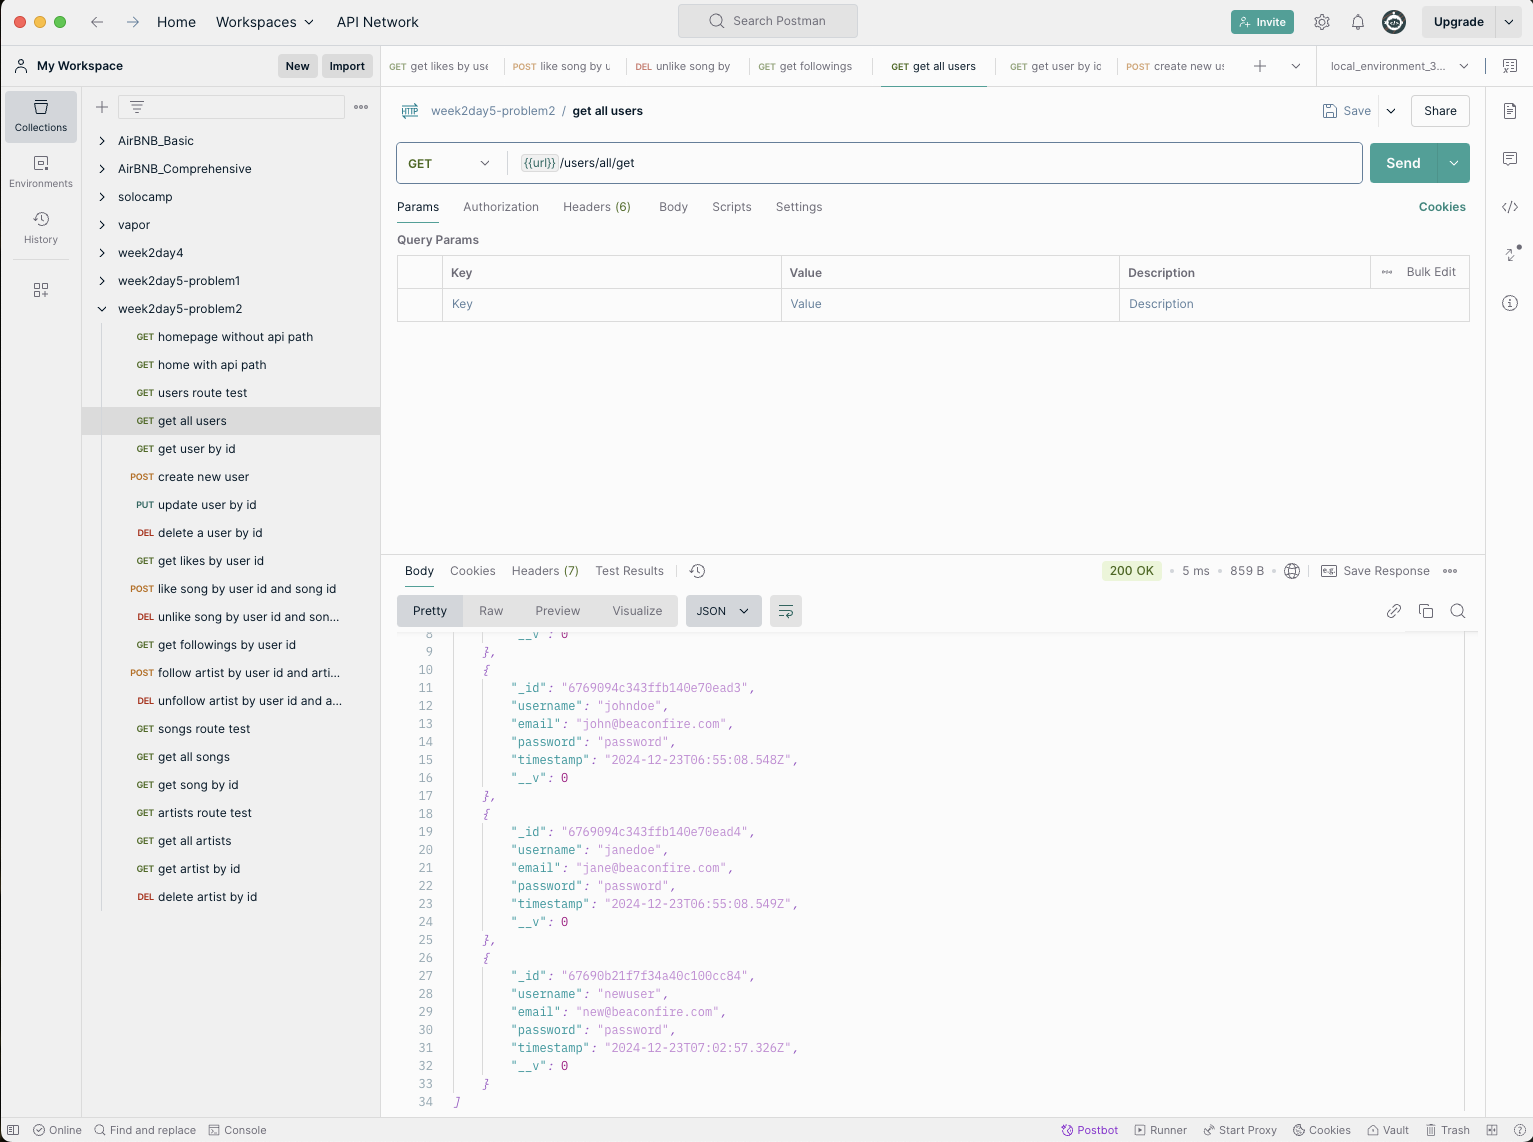 Home Workspaces API Network Search Postman Invite Upgrade
My Workspace New Import
GET get likes by use POST like song by u DEL unlike song by GET get followings GET get all users GET get user by ic POST create new us local_environment_3...
Collections
Environments
History
AirBNB_Basic
AirBNB_Comprehensive
solocamp
vapor
week2day4
week2day5-problem1
week2day5-problem2
GET homepage without api path
GET home with api path
GET users route test
GET get all users
GET get user by id
POST create new user
PUT update user by id
DEL delete a user by id
GET get likes by user id
POST like song by user id and song id
DEL unlike song by user id and son...
GET get followings by user id
POST follow artist by user id and arti...
DEL unfollow artist by user id and a...
GET songs route test
GET get all songs
GET get song by id
GET artists route test
GET get all artists
GET get artist by id
DEL delete artist by id
HTTP week2day5-problem2 / get all users Save Share
GET {{url}}/users/all/get Send
Params Authorization Headers (6) Body Scripts Settings Cookies
Query Params
Key Value Description Bulk Edit
Key Value Description
Body Cookies Headers (7) Test Results 200 OK • 5 ms • 859 B • e.g. Save Response
Pretty Raw Preview Visualize JSON
8 "__v": 0
9 },
10 {
11 "_id": "6769094c343ffb140e70ead3",
12 "username": "johndoe",
13 "email": "john@beaconfire.com",
14 "password": "password",
15 "timestamp": "2024-12-23T06:55:08.548Z",
16 "__v": 0
17 },
18 {
19 "_id": "6769094c343ffb140e70ead4",
20 "username": "janedoe",
21 "email": "jane@beaconfire.com",
22 "password": "password",
23 "timestamp": "2024-12-23T06:55:08.549Z",
24 "__v": 0
25 },
26 {
27 "_id": "67690b21f7f34a40c100cc84",
28 "username": "newuser",
29 "email": "new@beaconfire.com",
30 "password": "password",
31 "timestamp": "2024-12-23T07:02:57.326Z",
32 "__v": 0
33 }
34 ]
Online Find and replace Console Postbot Runner Start Proxy Cookies Vault Trash